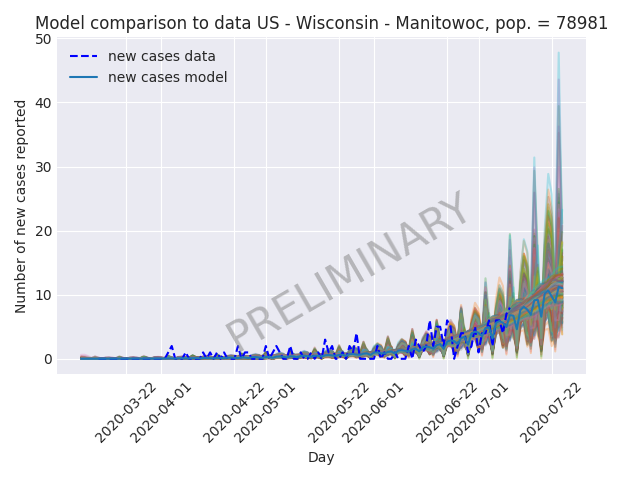 Model comparison to data US - Wisconsin - Manitowoc, pop. = 78981
new cases data
new cases model
Number of new cases reported
50
40
30
20
10
0
PRELIMINARY
2020-03-22
2020-04-01
2020-04-22
2020-05-01
2020-05-22
2020-06-01
2020-06-22
2020-07-01
2020-07-22
Day